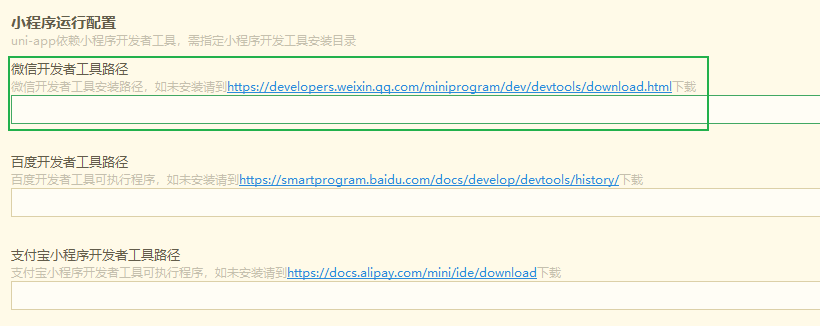 小程序运行配置
uni-app依赖小程序开发者工具，需指定小程序开发工具安装目录
微信开发者工具路径
微信开发者工具安装路径，如未安装请到https://developers.weixin.qq.com/miniprogram/dev/devtools/download.html下载
百度开发者工具路径
百度开发者工具可执行程序，如未安装请到https://smartprogram.baidu.com/docs/develop/devtools/history/下载
支付宝小程序开发者工具路径
支付宝小程序开发者工具可执行程序，如未安装请到https://docs.alipay.com/mini/ide/download下载